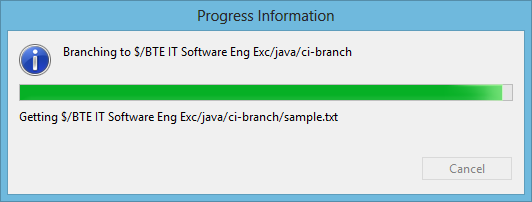 Progress Information
Branching to $/BTE IT Software Eng Exc/java/ci-branch
Getting $/BTE IT Software Eng Exc/java/ci-branch/sample.txt
Cancel